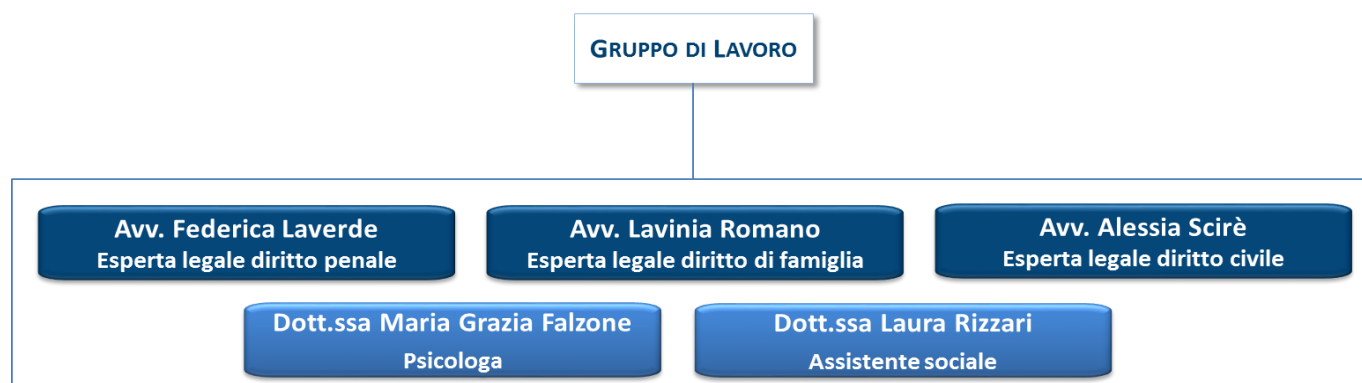 GRUPPO DI LAVORO
Avv. Federica Laverde
Esperta legale diritto penale
Avv. Lavinia Romano
Esperta legale diritto di famiglia
Avv. Alessia Scirè
Esperta legale diritto civile
Dott.ssa Maria Grazia Falzone
Psicologa
Dott.ssa Laura Rizzari
Assistente sociale